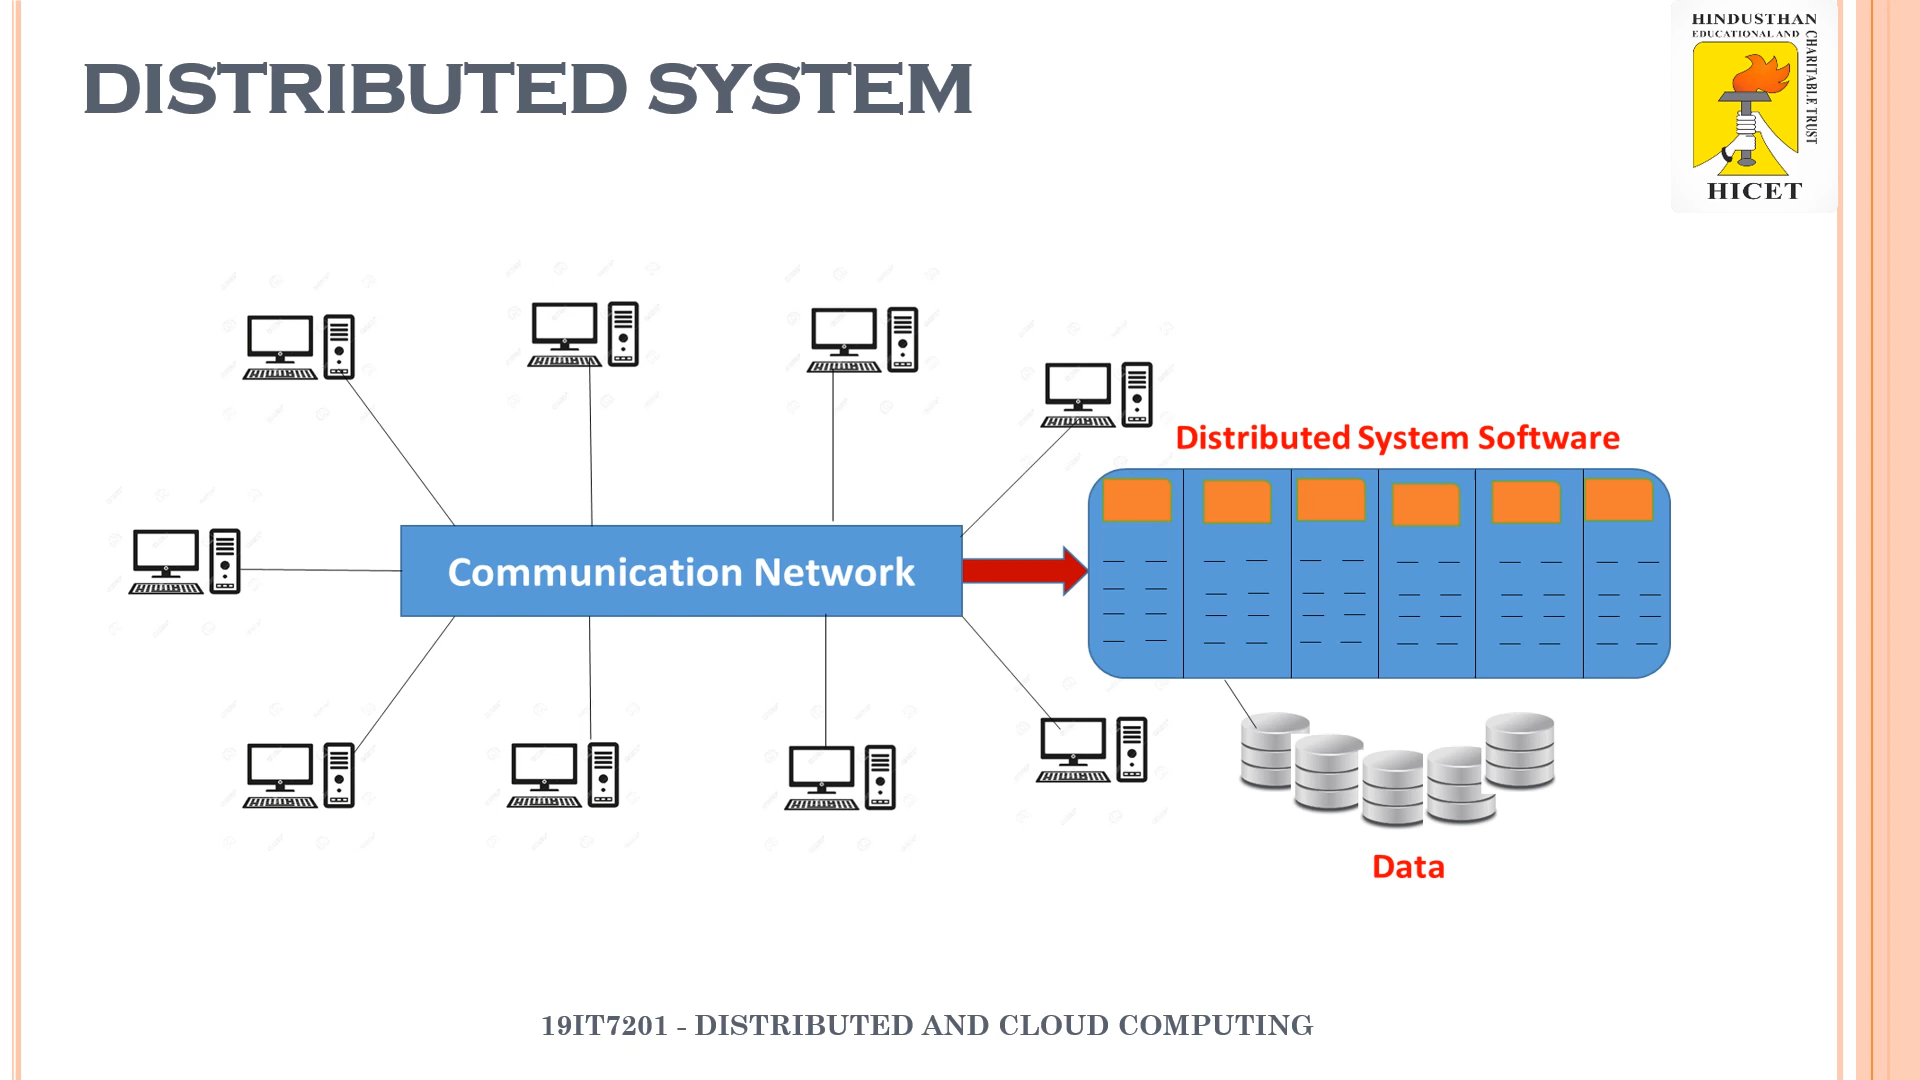 HINDUSTHAN
EDUCATIONAL AND
CHARITABLE TRUST
HICET
DISTRIBUTED SYSTEM
Distributed System Software
Communication Network
Data
19IT7201 - DISTRIBUTED AND CLOUD COMPUTING